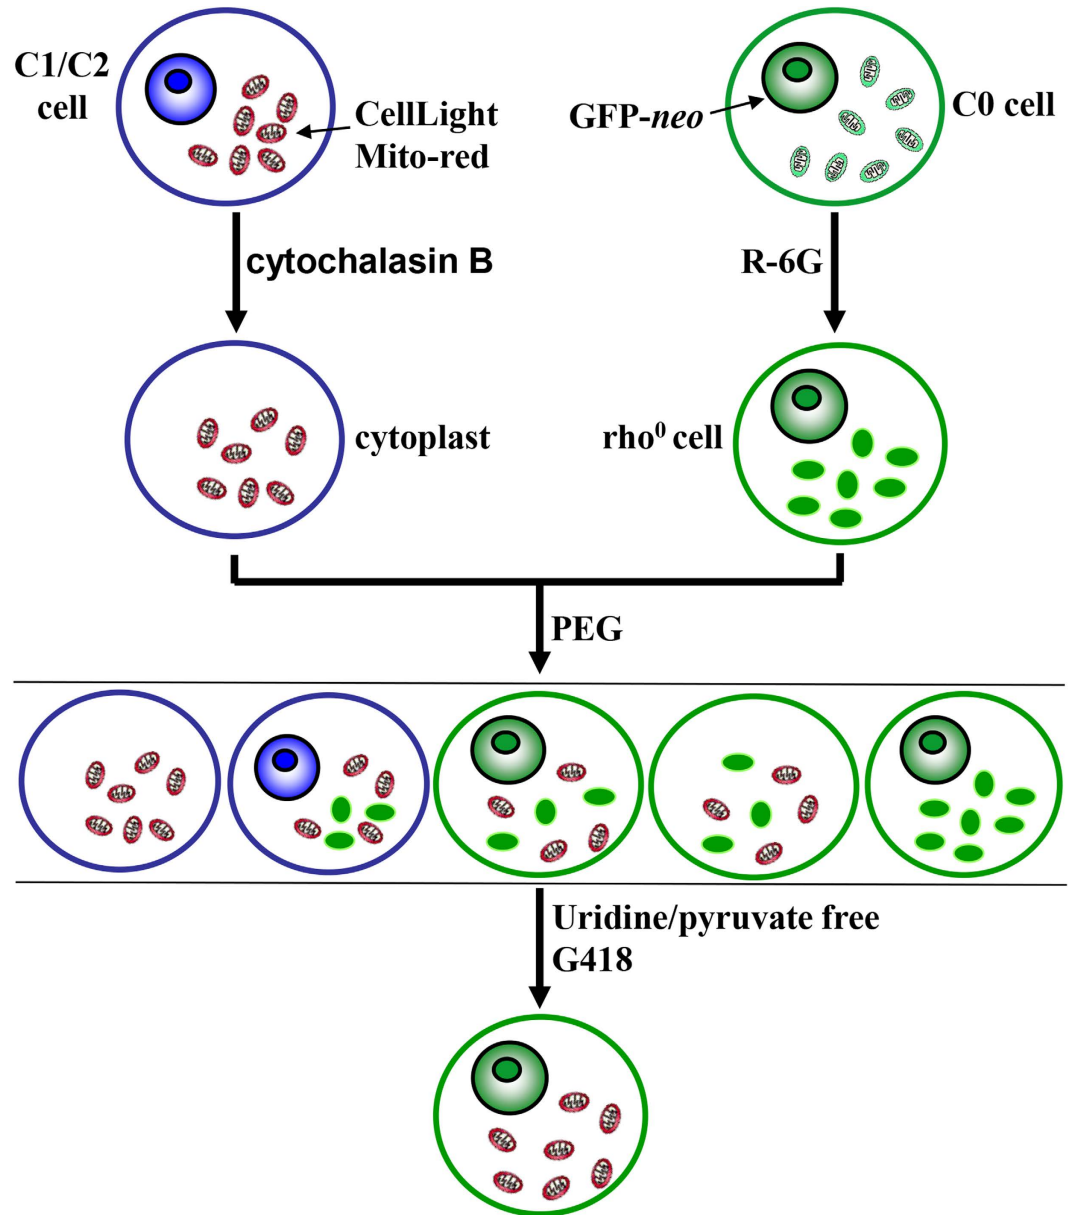 C1/C2
cell
CellLight
Mito-red
GFP-neo
C0 cell
cytochalasin B
R-6G
cytoplast
rho⁰ cell
PEG
Uridine/pyruvate free
G418